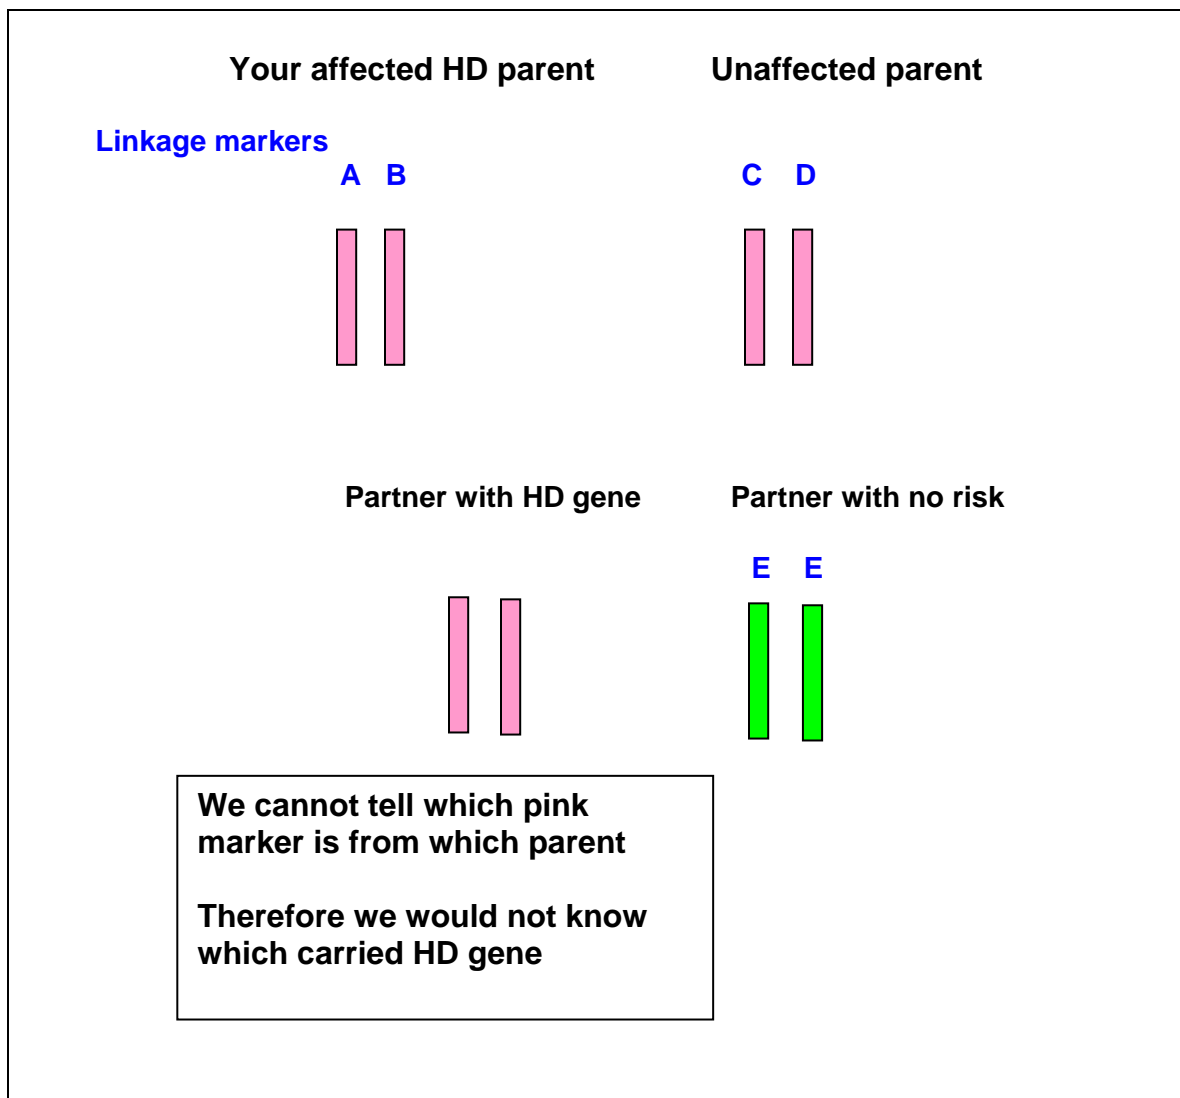 Your affected HD parent Unaffected parent
Linkage markers
A B C D
Partner with HD gene Partner with no risk
E E
We cannot tell which pink
marker is from which parent
Therefore we would not know
which carried HD gene